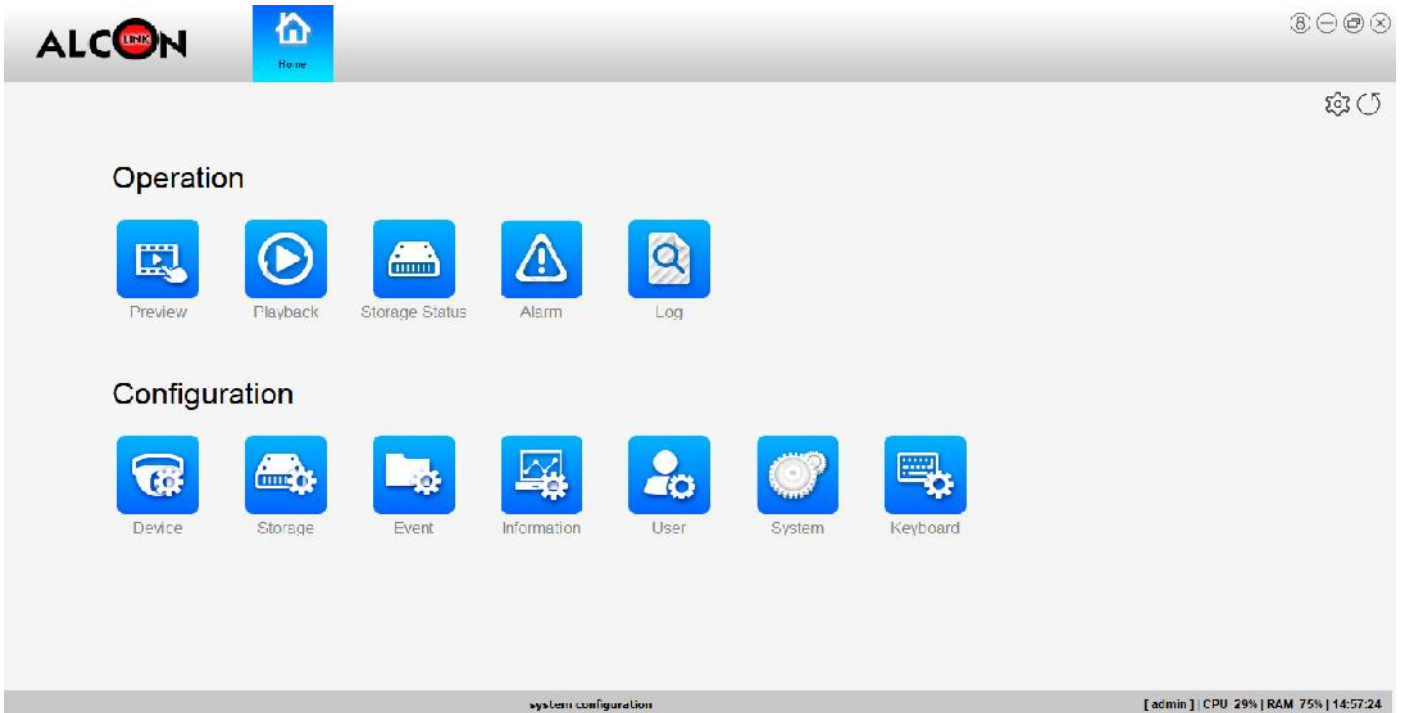 ALCON LINK
Home
Operation
Preview
Playback
Storage Status
Alarm
Log
Configuration
Device
Storage
Event
Information
User
System
Keyboard
system configuration
[ admin ] | CPU 29% | RAM 75% | 14:57:24